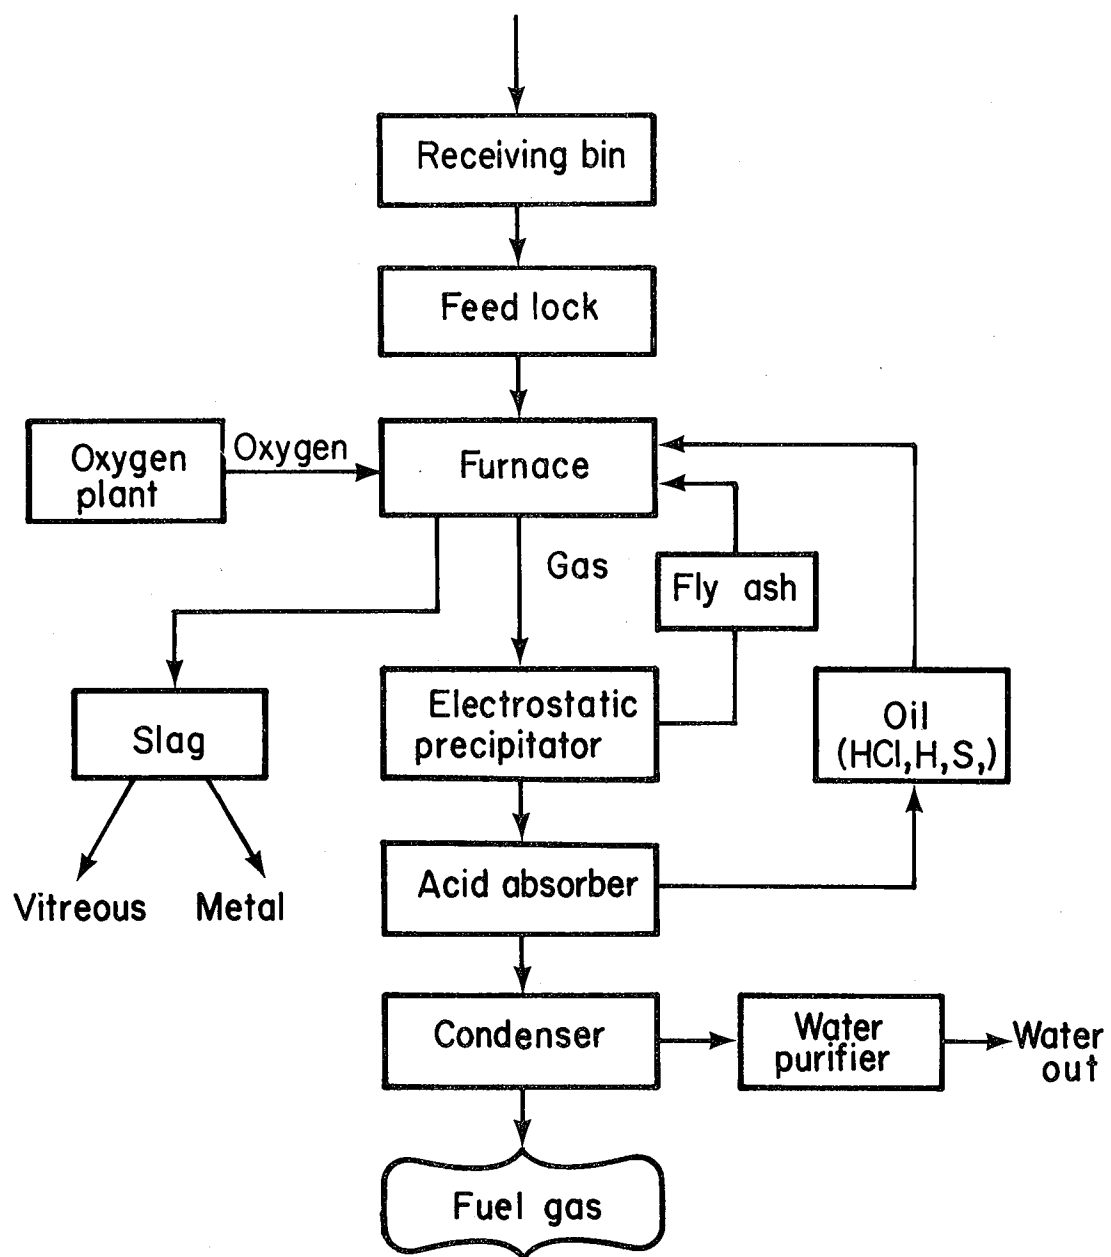 Receiving bin
Feed lock
Oxygen
plant
Oxygen
Furnace
Gas
Fly ash
Slag
Electrostatic
precipitator
Oil
(HCl,H,S,)
Vitreous
Metal
Acid absorber
Condenser
Water
purifier
Water
out
Fuel gas